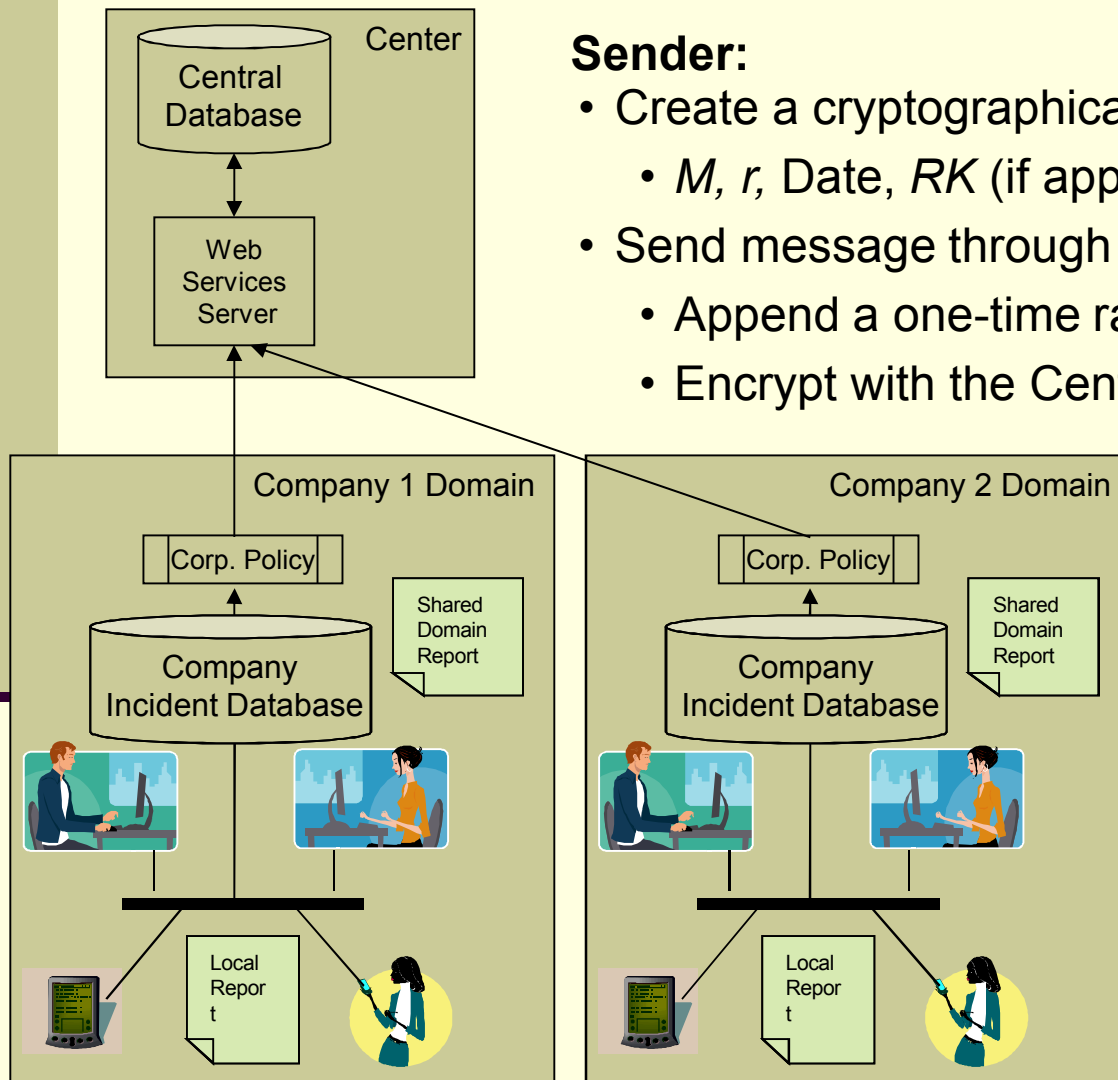 Center
Central
Database
Web
Services
Server
Sender:
• Create a cryptographica
• M, r, Date, RK (if app
• Send message through
• Append a one-time ra
• Encrypt with the Cen
Company 1 Domain
Corp. Policy
Shared
Domain
Report
Company
Incident Database
Local
Repor
t
Company 2 Domain
Corp. Policy
Shared
Domain
Report
Company
Incident Database
Local
Repor
t